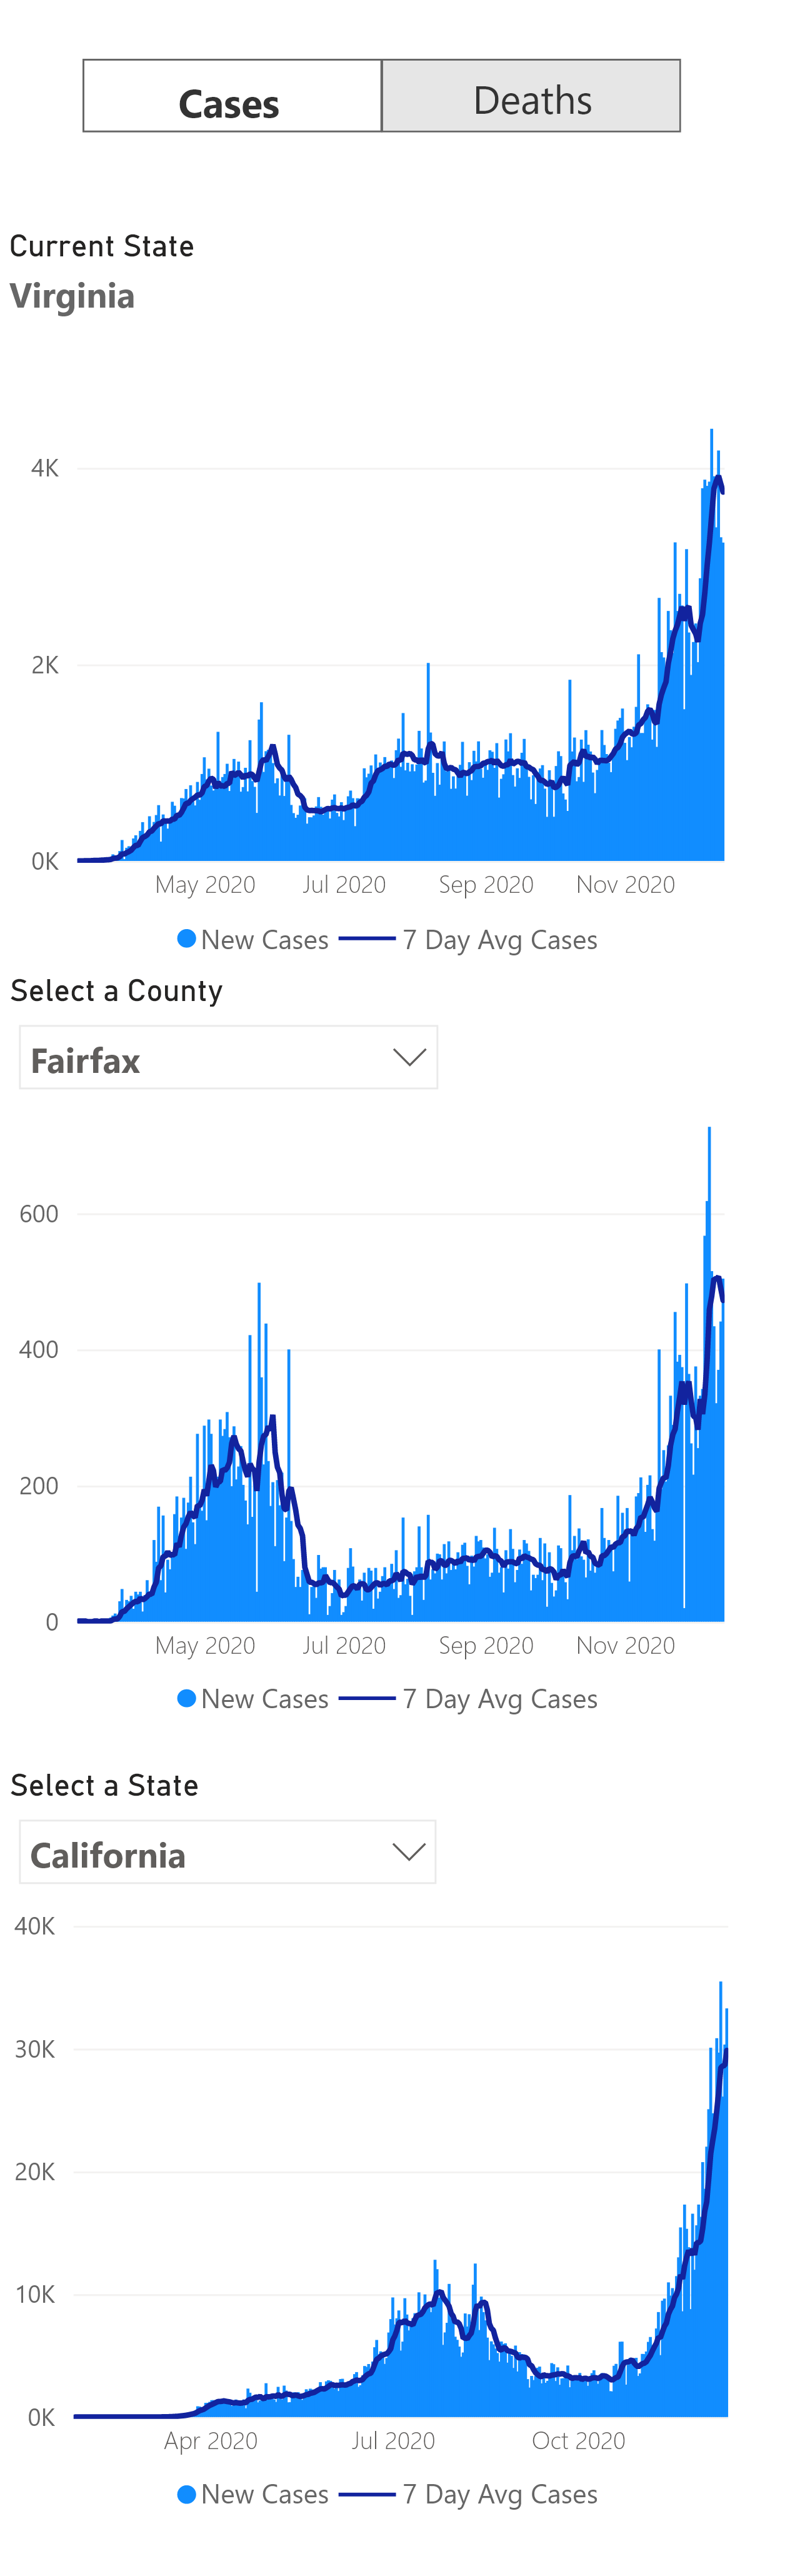 Cases Deaths
Current State
Virginia
4K
2K
0K
May 2020 Jul 2020 Sep 2020 Nov 2020
New Cases 7 Day Avg Cases
Select a County
Fairfax
600
400
200
0
May 2020 Jul 2020 Sep 2020 Nov 2020
New Cases 7 Day Avg Cases
Select a State
California
40K
30K
20K
10K
0K
Apr 2020 Jul 2020 Oct 2020
New Cases 7 Day Avg Cases